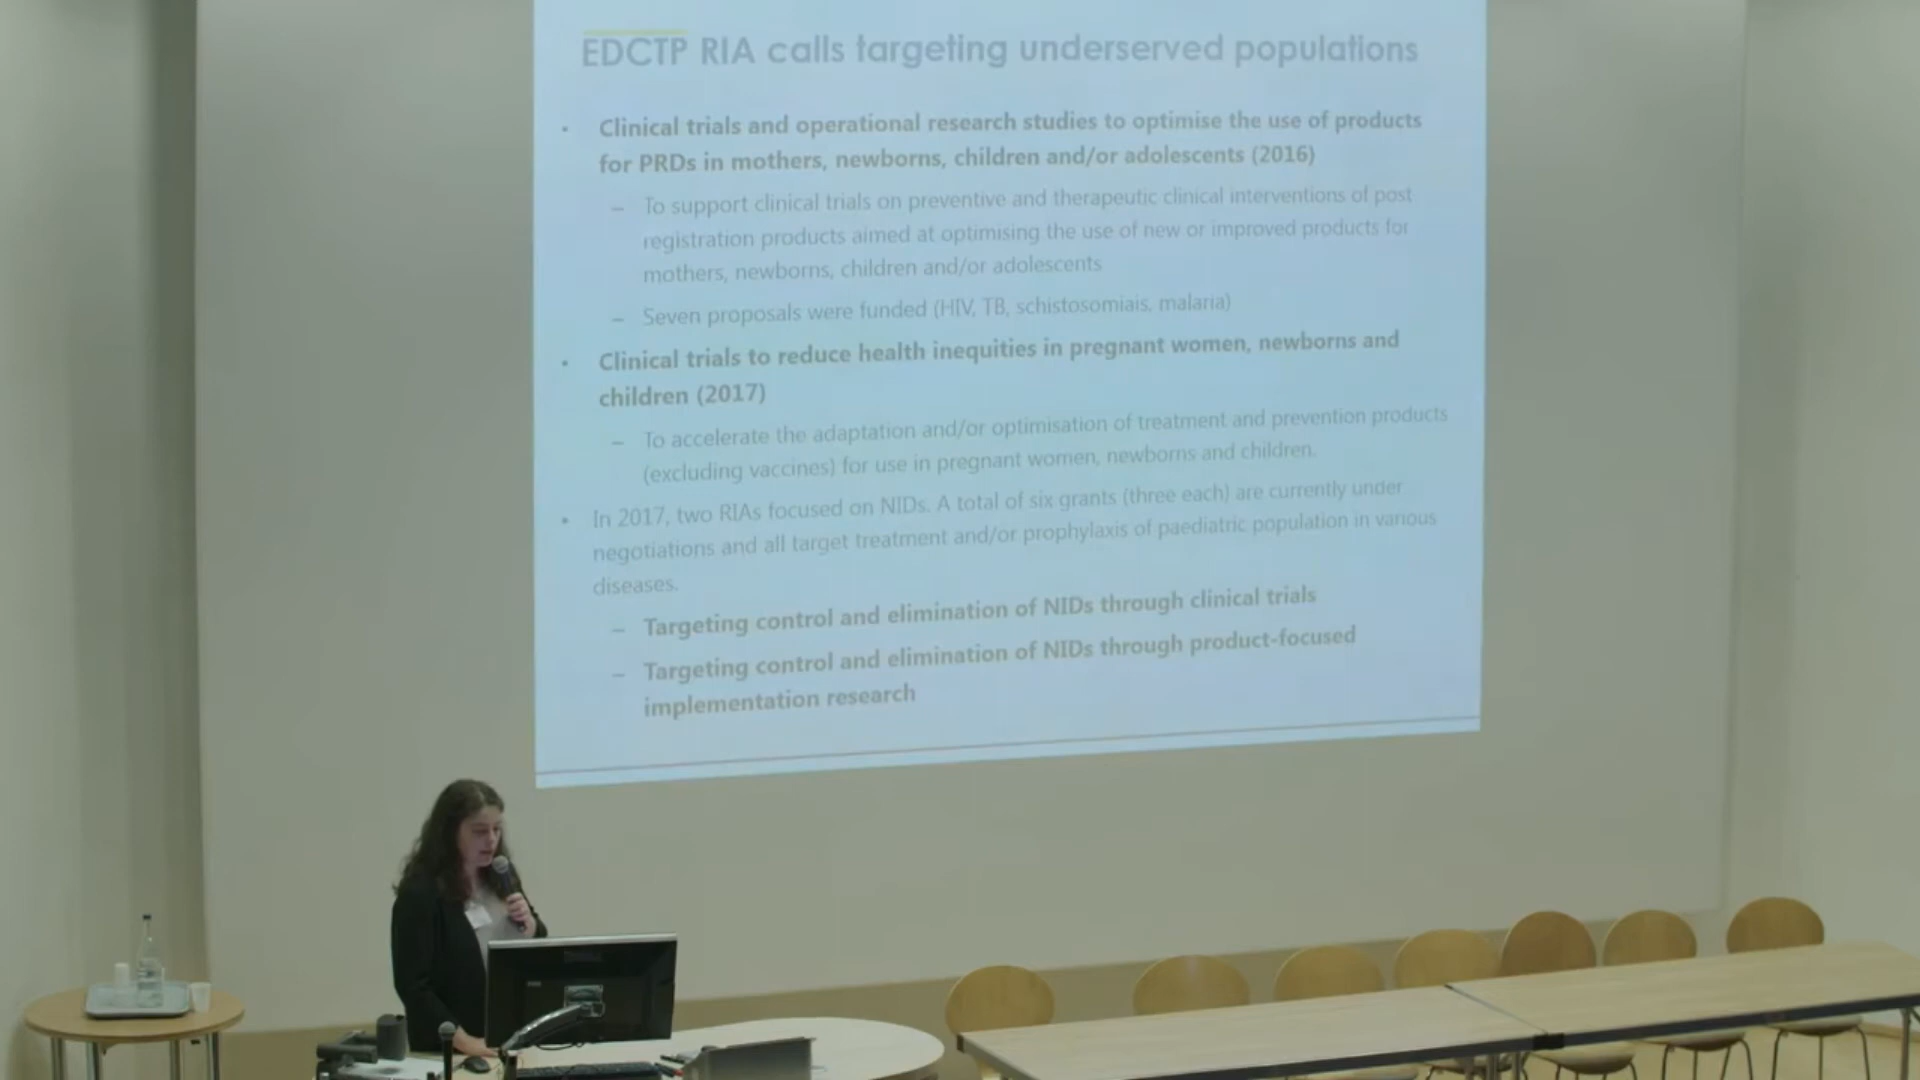 EDCTP RIA calls targeting underserved populations
• Clinical trials and operational research studies to optimise the use of products
for PRDs in mothers, newborns, children and/or adolescents (2016)
– To support clinical trials on preventive and therapeutic clinical interventions of post
registration products aimed at optimising the use of new or improved products for
mothers, newborns, children and/or adolescents
– Seven proposals were funded (HIV, TB, schistosomiais, malaria)
• Clinical trials to reduce health inequities in pregnant women, newborns and
children (2017)
– To accelerate the adaptation and/or optimisation of treatment and prevention products
(excluding vaccines) for use in pregnant women, newborns and children.
• In 2017, two RIAs focused on NIDs. A total of six grants (three each) are currently under
negotiations and all target treatment and/or prophylaxis of paediatric population in various
diseases.
– Targeting control and elimination of NIDs through clinical trials
– Targeting control and elimination of NIDs through product-focused
implementation research